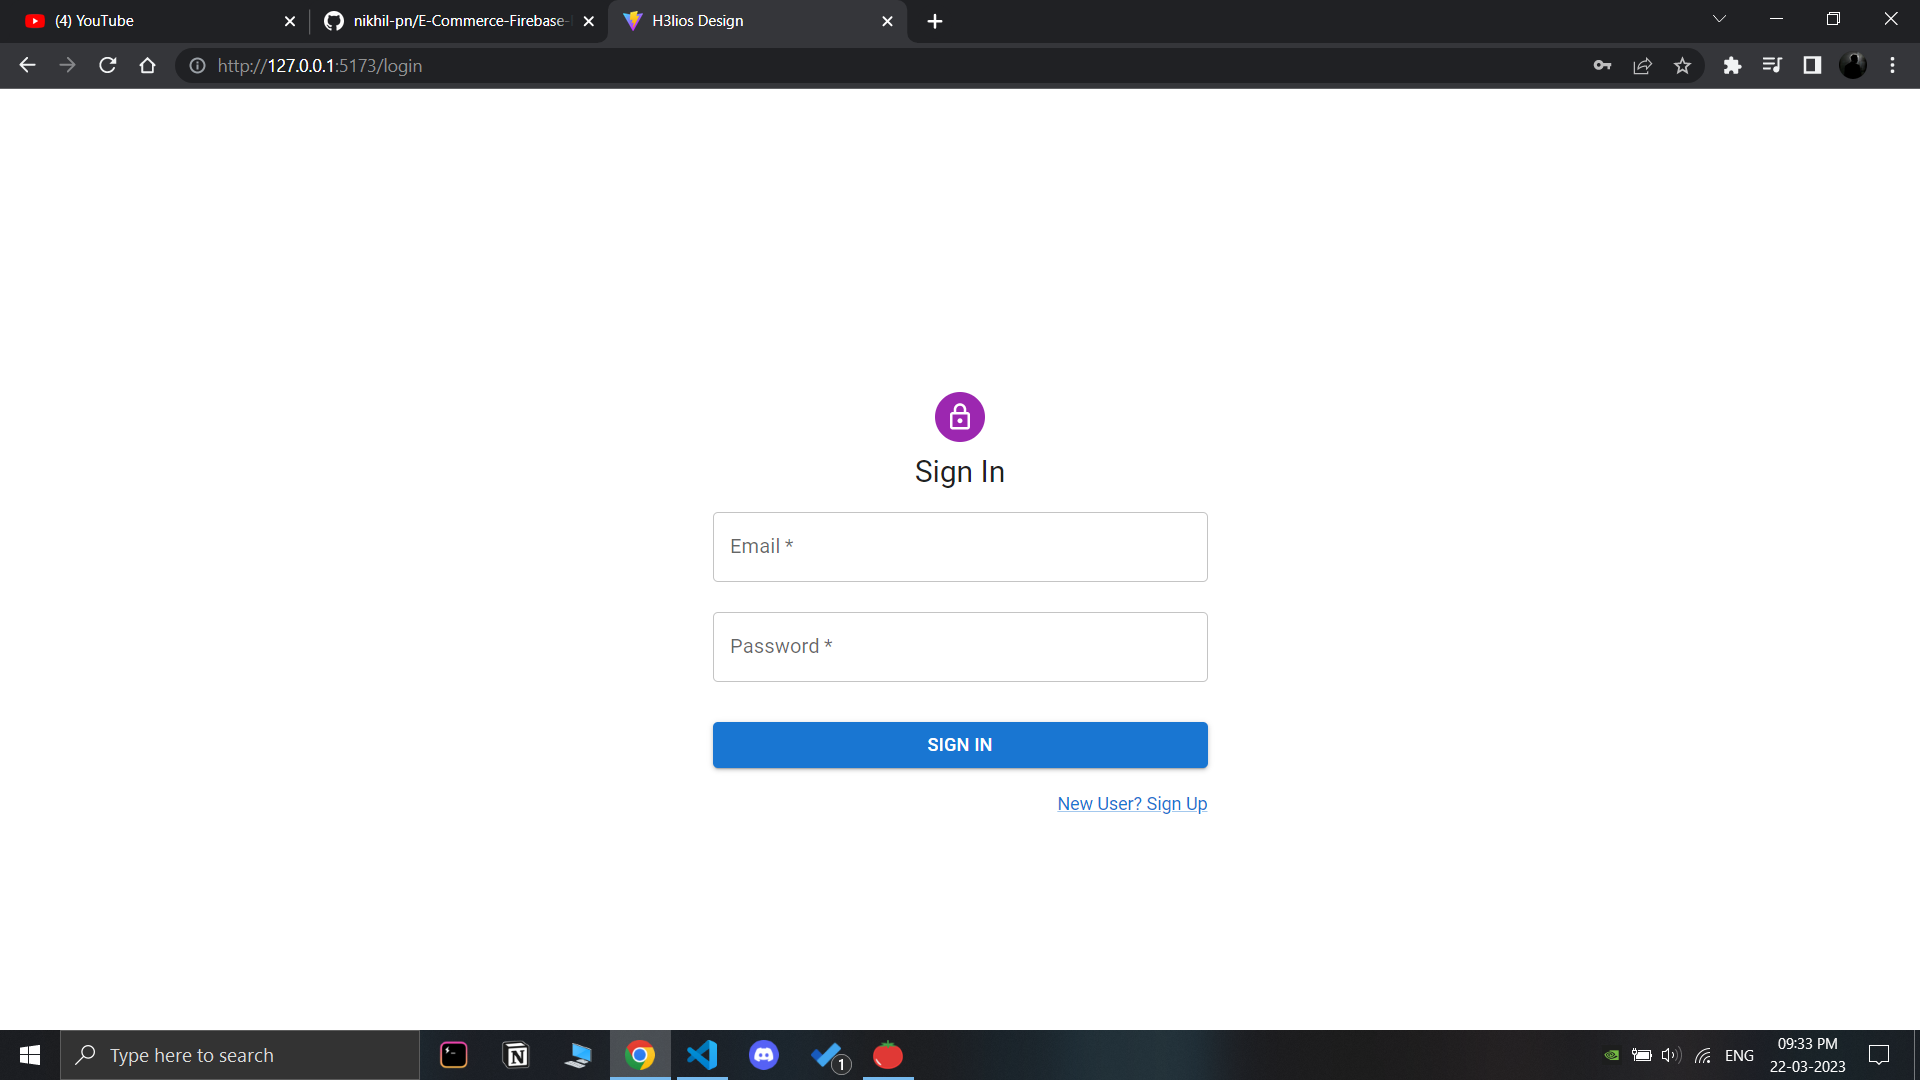 (4) YouTube
nikhil-pn/E-Commerce-Firebase-
H3lios Design
http://127.0.0.1:5173/login
Sign In
Email *
Password *
SIGN IN
New User? Sign Up
Type here to search
1
ENG
09:33 PM
22-03-2023